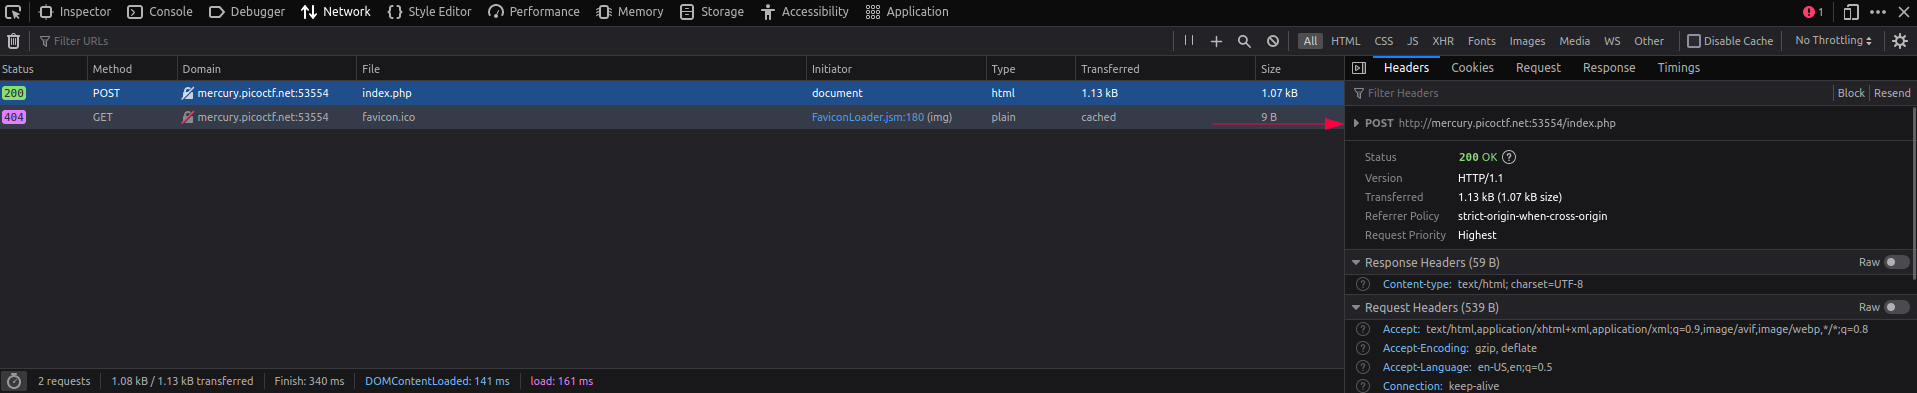 Inspector Console Debugger Network Style Editor Performance Memory Storage Accessibility Application 1
Filter URLs All HTML CSS JS XHR Fonts Images Media WS Other Disable Cache No Throttling
Status Method Domain File Initiator Type Transferred Size
200 POST mercury.picoctf.net:53554 index.php document html 1.13 kB 1.07 kB
404 GET mercury.picoctf.net:53554 favicon.ico FaviconLoader.jsm:180 (img) plain cached 9 B
2 requests 1.08 kB / 1.13 kB transferred Finish: 340 ms DOMContentLoaded: 141 ms load: 161 ms
Headers Cookies Request Response Timings
Filter Headers Block Resend
POST http://mercury.picoctf.net:53554/index.php
Status 200 OK ?
Version HTTP/1.1
Transferred 1.13 kB (1.07 kB size)
Referrer Policy strict-origin-when-cross-origin
Request Priority Highest
Response Headers (59 B) Raw
? Content-type: text/html; charset=UTF-8
Request Headers (539 B) Raw
? Accept: text/html,application/xhtml+xml,application/xml;q=0.9,image/avif,image/webp,*/*;q=0.8
? Accept-Encoding: gzip, deflate
? Accept-Language: en-US,en;q=0.5
? Connection: keep-alive